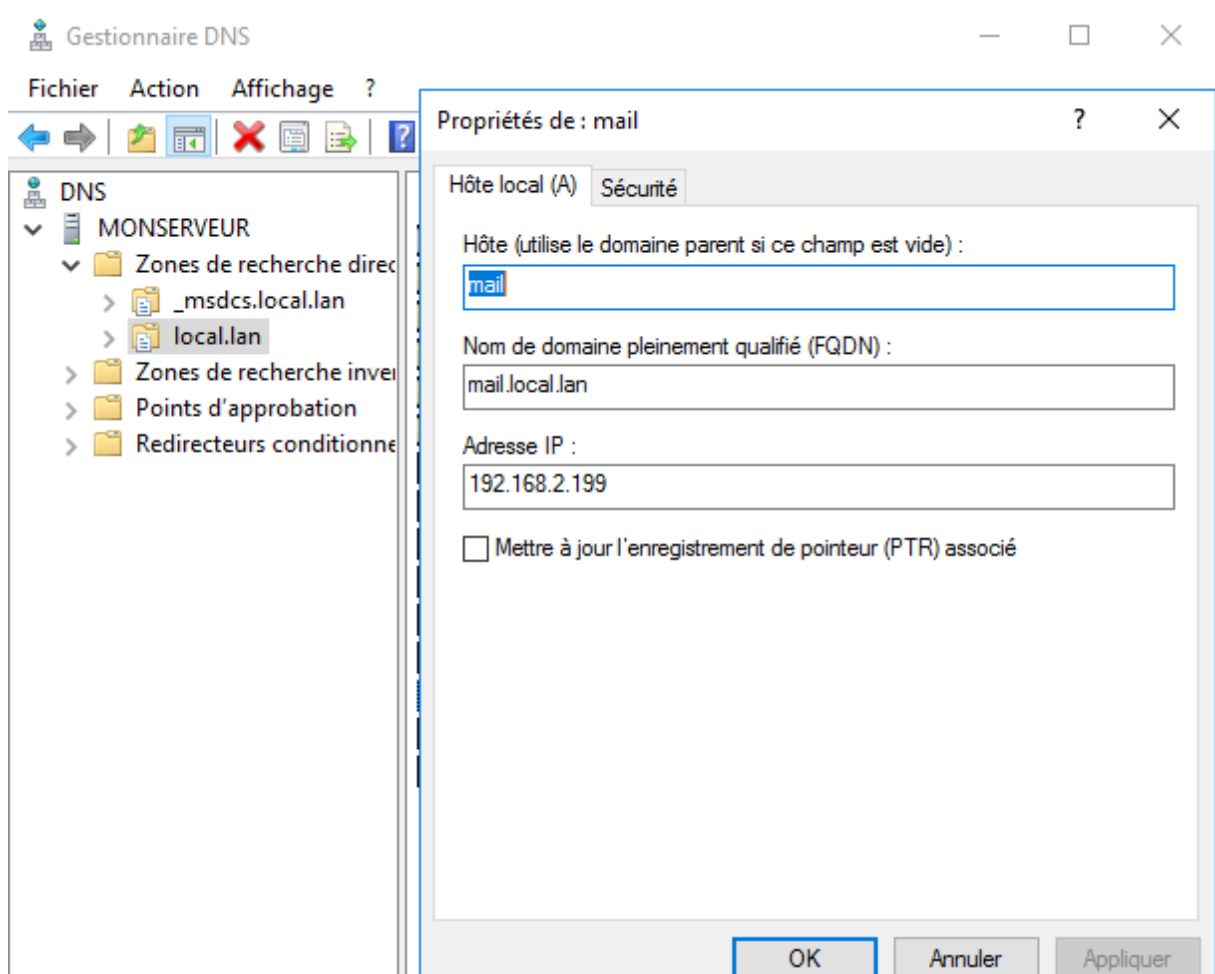 Gestionnaire DNS
Fichier Action Affichage ?
DNS
MONSERVEUR
Zones de recherche direc
_msdcs.local.lan
local.lan
Zones de recherche inver
Points d'approbation
Redirecteurs conditionne
Propriétés de : mail
?
Hôte local (A) Sécurité
Hôte (utilise le domaine parent si ce champ est vide) :
mail
Nom de domaine pleinement qualifié (FQDN) :
mail.local.lan
Adresse IP :
192.168.2.199
Mettre à jour l'enregistrement de pointeur (PTR) associé
OK Annuler Appliquer